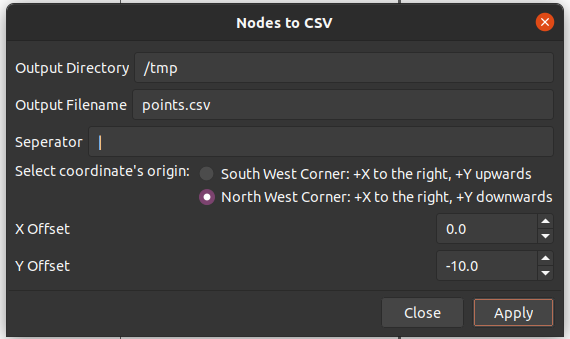 Nodes to CSV
Output Directory /tmp
Output Filename points.csv
Seperator |
Select coordinate's origin: South West Corner: +X to the right, +Y upwards
North West Corner: +X to the right, +Y downwards
X Offset 0.0
Y Offset -10.0
Close Apply